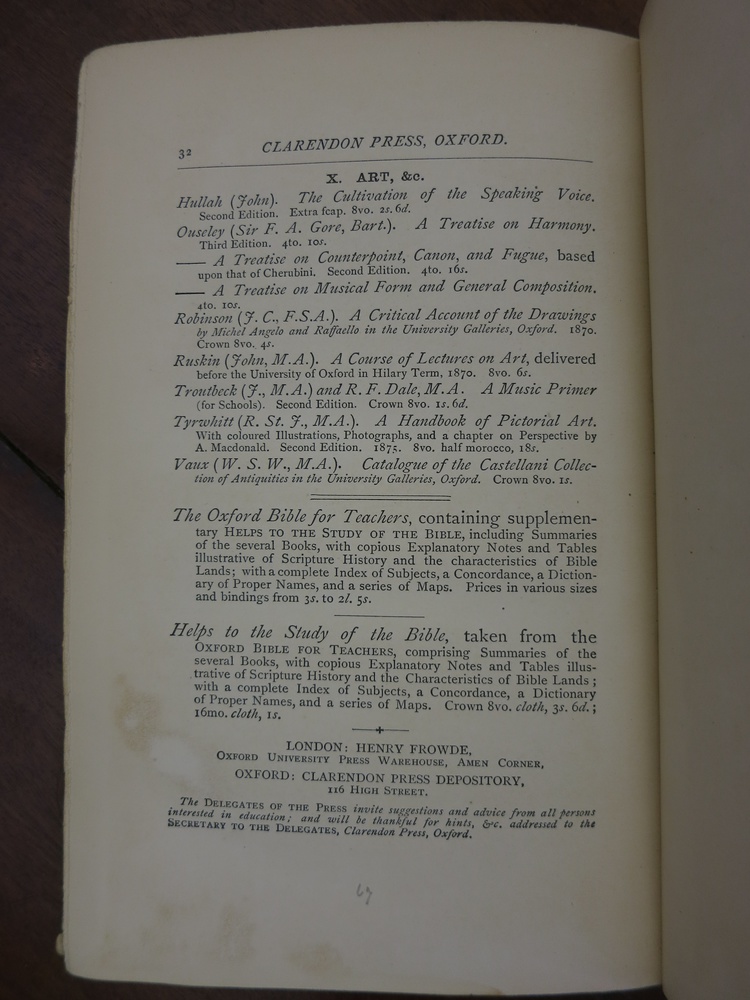 32 CLARENDON PRESS, OXFORD.
X. ART, &c.
Hullah (John). The Cultivation of the Speaking Voice.
Second Edition. Extra fcap. 8vo. 2s. 6d.
Ouseley (Sir F. A. Gore, Bart.). A Treatise on Harmony.
Third Edition. 4to. 10s.
—— A Treatise on Counterpoint, Canon, and Fugue, based
upon that of Cherubini. Second Edition. 4to. 16s.
—— A Treatise on Musical Form and General Composition.
4to. 10s.
Robinson (J. C., F.S.A.). A Critical Account of the Drawings
by Michel Angelo and Raffaello in the University Galleries, Oxford. 1870.
Crown 8vo. 4s.
Ruskin (John, M.A.). A Course of Lectures on Art, delivered
before the University of Oxford in Hilary Term, 1870. 8vo. 6s.
Troutbeck (J., M.A.) and R. F. Dale, M.A. A Music Primer
(for Schools). Second Edition. Crown 8vo. 1s. 6d.
Tyrwhitt (R. St. J., M.A.). A Handbook of Pictorial Art.
With coloured Illustrations, Photographs, and a chapter on Perspective by
A. Macdonald. Second Edition. 1875. 8vo. half morocco, 18s.
Vaux (W. S. W., M.A.). Catalogue of the Castellani Collec-
tion of Antiquities in the University Galleries, Oxford. Crown 8vo. 1s.
The Oxford Bible for Teachers, containing supplemen-
tary HELPS TO THE STUDY OF THE BIBLE, including Summaries
of the several Books, with copious Explanatory Notes and Tables
illustrative of Scripture History and the characteristics of Bible
Lands; with a complete Index of Subjects, a Concordance, a Diction-
ary of Proper Names, and a series of Maps. Prices in various sizes
and bindings from 3s. to 2l. 5s.
Helps to the Study of the Bible, taken from the
OXFORD BIBLE FOR TEACHERS, comprising Summaries of the
several Books, with copious Explanatory Notes and Tables illus-
trative of Scripture History and the Characteristics of Bible Lands;
with a complete Index of Subjects, a Concordance, a Dictionary
of Proper Names, and a series of Maps. Crown 8vo. cloth, 3s. 6d.;
16mo. cloth, 1s.
LONDON: HENRY FROWDE,
OXFORD UNIVERSITY PRESS WAREHOUSE, AMEN CORNER,
OXFORD: CLARENDON PRESS DEPOSITORY,
116 HIGH STREET.
The DELEGATES OF THE PRESS invite suggestions and advice from all persons
interested in education; and will be thankful for hints, &c. addressed to the
SECRETARY TO THE DELEGATES, Clarendon Press, Oxford.